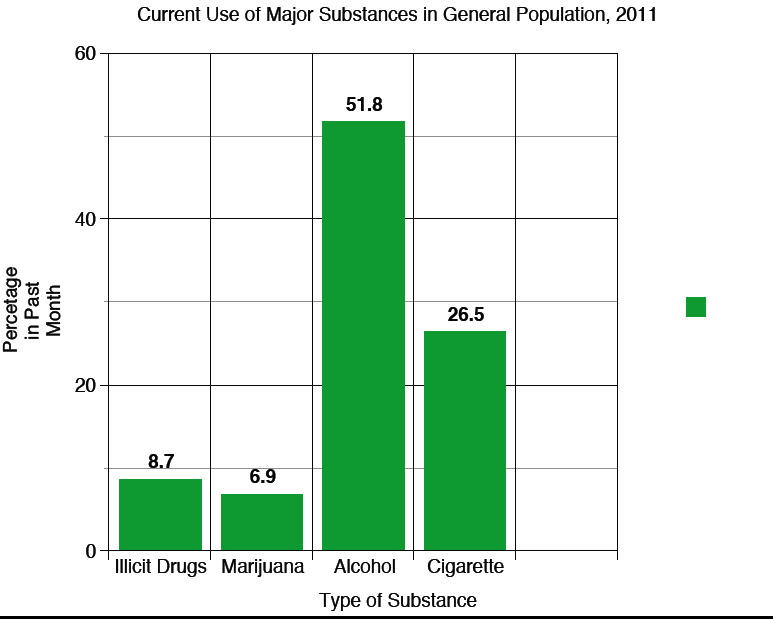 Current Use of Major Substances in General Population, 2011
60
40
20
0
Percetage
in Past
Month
8.7
6.9
51.8
26.5
Illicit Drugs
Marijuana
Alcohol
Cigarette
Type of Substance